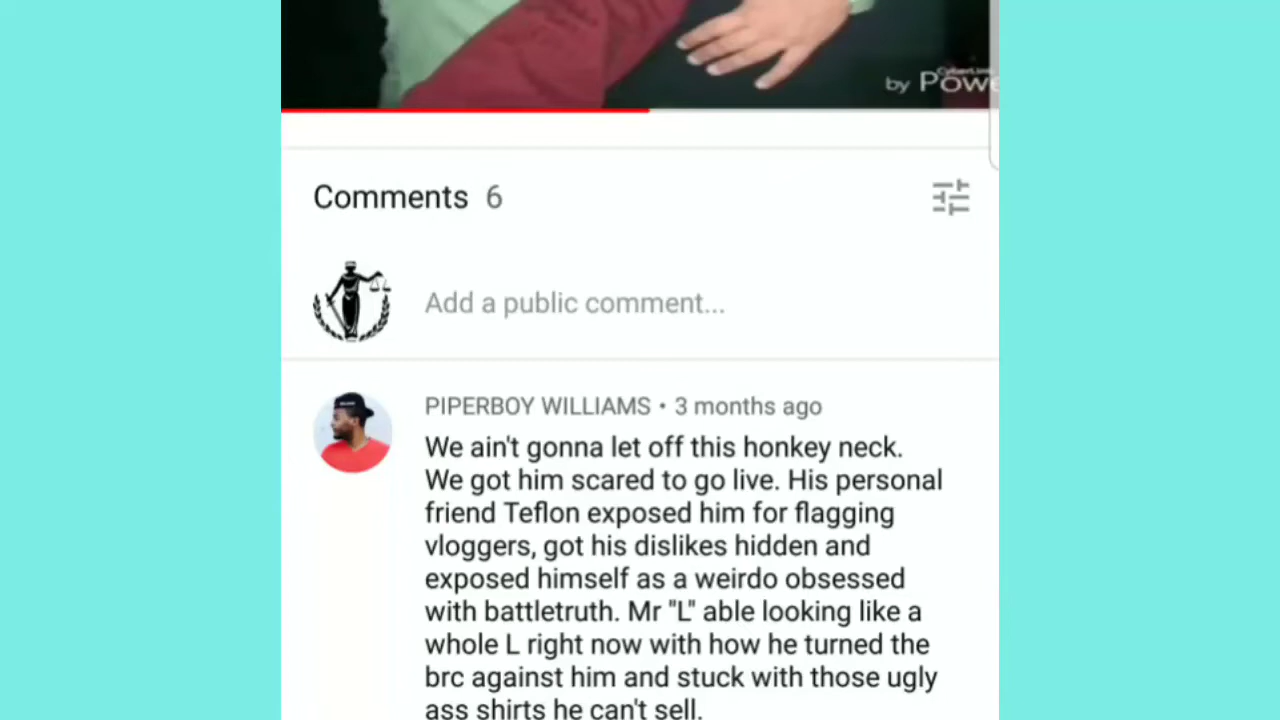 CyberLink
by Powe
Comments 6
Add a public comment...
PIPERBOY WILLIAMS • 3 months ago
We ain't gonna let off this honkey neck.
We got him scared to go live. His personal
friend Teflon exposed him for flagging
vloggers, got his dislikes hidden and
exposed himself as a weirdo obsessed
with battletruth. Mr "L" able looking like a
whole L right now with how he turned the
brc against him and stuck with those ugly
ass shirts he can't sell.